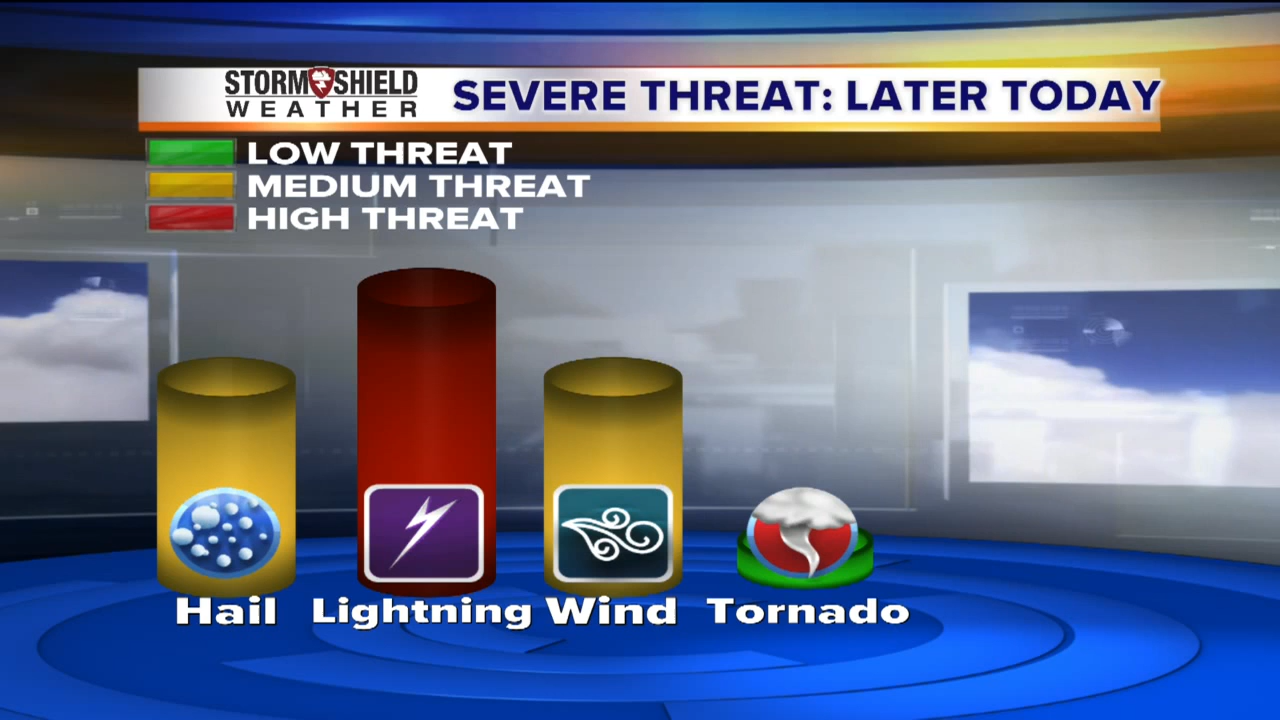 STORM SHIELD
WEATHER
SEVERE THREAT: LATER TODAY
LOW THREAT
MEDIUM THREAT
HIGH THREAT
Hail
Lightning
Wind
Tornado